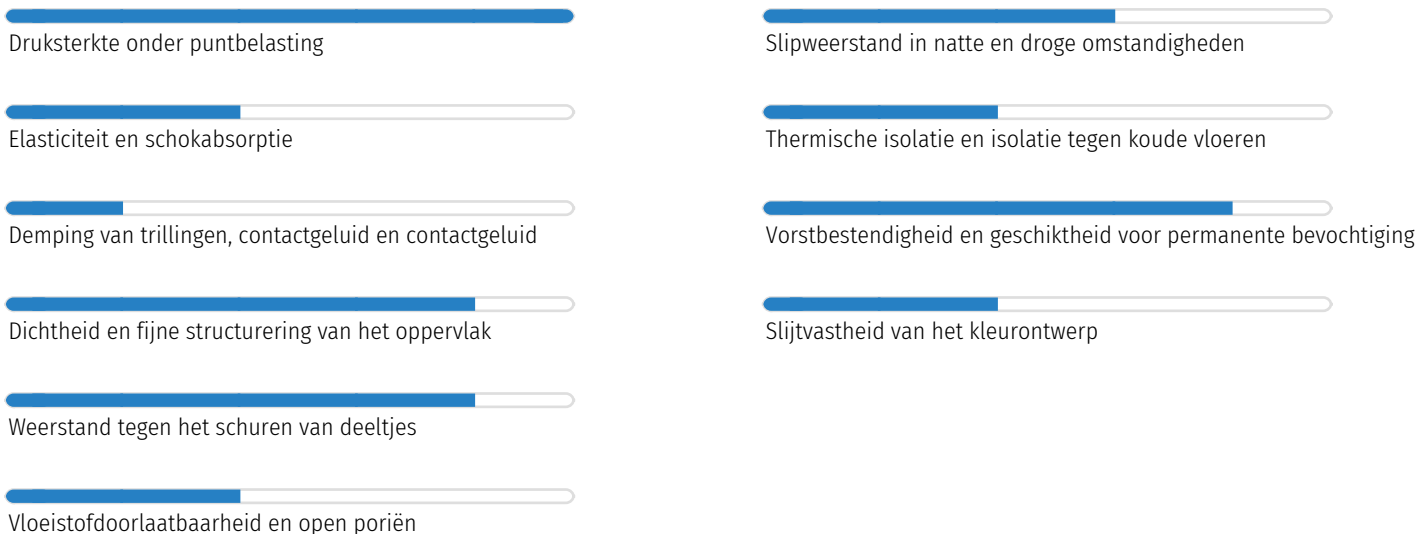 Druksterkte onder puntbelasting
Elasticiteit en schokabsorptie
Demping van trillingen, contactgeluid en contactgeluid
Dichtheid en fijne structurering van het oppervlak
Weerstand tegen het schuren van deeltjes
Vloeistofdoorlaatbaarheid en open poriën
Slipweerstand in natte en droge omstandigheden
Thermische isolatie en isolatie tegen koude vloeren
Vorstbestendigheid en geschiktheid voor permanente bevochtiging
Slijtvastheid van het kleurontwerp